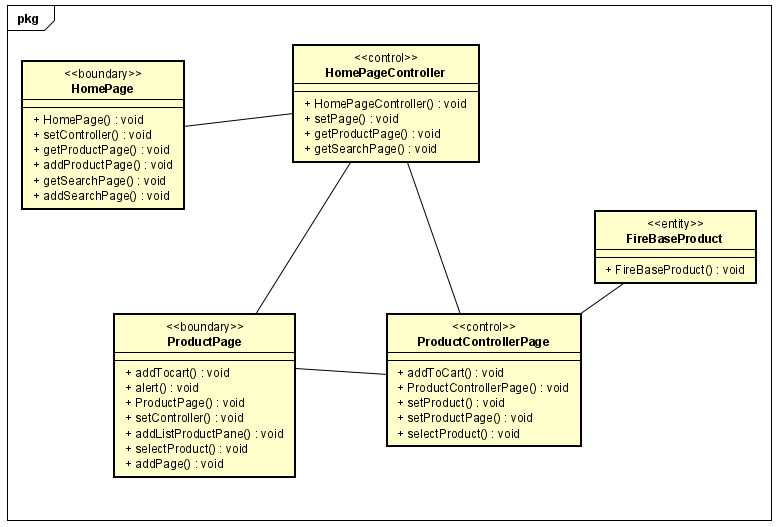 pkg
<<boundary>>
HomePage
+ HomePage() : void
+ setController() : void
+ getProductPage() : void
+ addProductPage() : void
+ getSearchPage() : void
+ addSearchPage() : void
<<control>>
HomePageController
+ HomePageController() : void
+ setPage() : void
+ getProductPage() : void
+ getSearchPage() : void
<<entity>>
FireBaseProduct
+ FireBaseProduct() : void
<<boundary>>
ProductPage
+ addTocart() : void
+ alert() : void
+ ProductPage() : void
+ setController() : void
+ addListProductPane() : void
+ selectProduct() : void
+ addPage() : void
<<control>>
ProductControllerPage
+ addToCart() : void
+ ProductControllerPage() : void
+ setProduct() : void
+ setProductPage() : void
+ selectProduct() : void